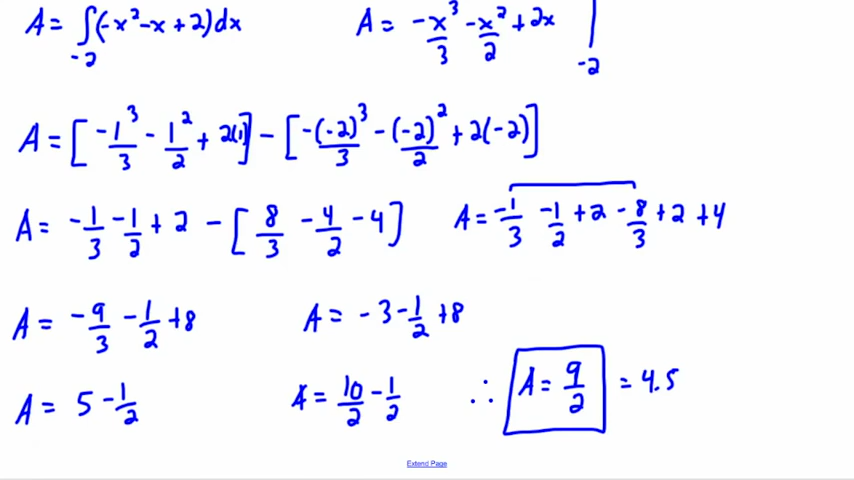 A = ∫₋₂ (-x² - x + 2) dx    A = -x³/3 - x²/2 + 2x |₋₂
A = [-1³/3 - 1²/2 + 2(1)] - [-(-2)³/3 - (-2)²/2 + 2(-2)]
A = -1/3 - 1/2 + 2 - [8/3 - 4/2 - 4]    A = -1/3 - 1/2 + 2 - 8/3 + 2 + 4
A = -9/3 - 1/2 + 8    A = -3 - 1/2 + 8
A = 5 - 1/2    A = 10/2 - 1/2    ∴ A = 9/2 = 4.5
Extend Page